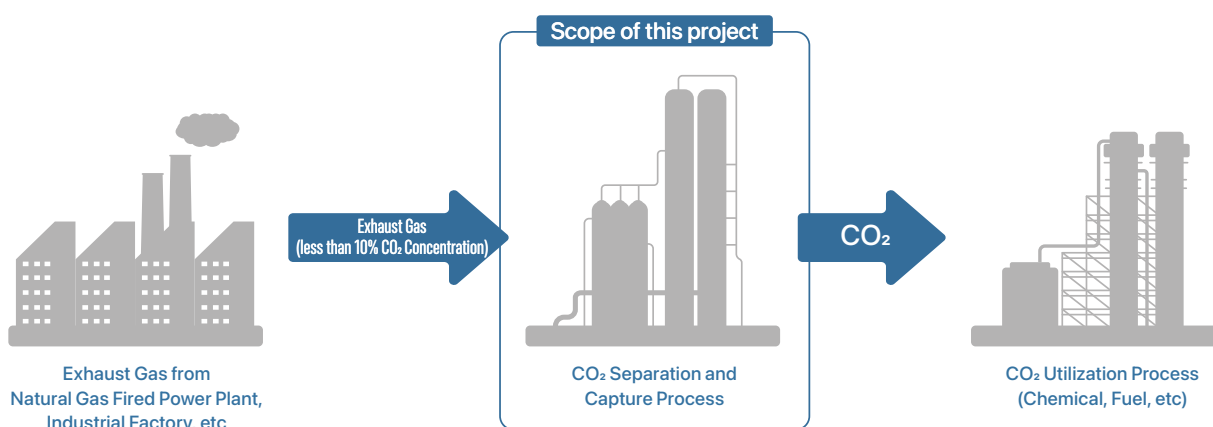 Scope of this project
Exhaust Gas
(less than 10% CO₂ Concentration)
CO₂
Exhaust Gas from
Natural Gas Fired Power Plant,
Industrial Factory, etc
CO₂ Separation and
Capture Process
CO₂ Utilization Process
(Chemical, Fuel, etc)